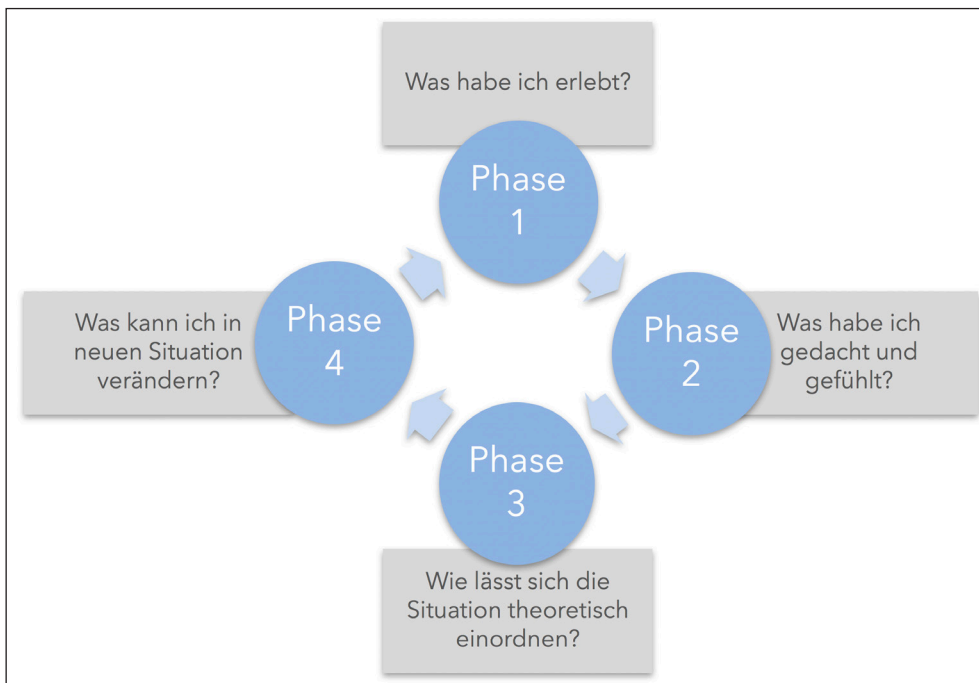 Was habe ich erlebt?
Phase
1
Phase
2
Was habe ich
gedacht und
gefühlt?
Phase
3
Wie lässt sich die
Situation theoretisch
einordnen?
Was kann ich in
neuen Situation
verändern?
Phase
4